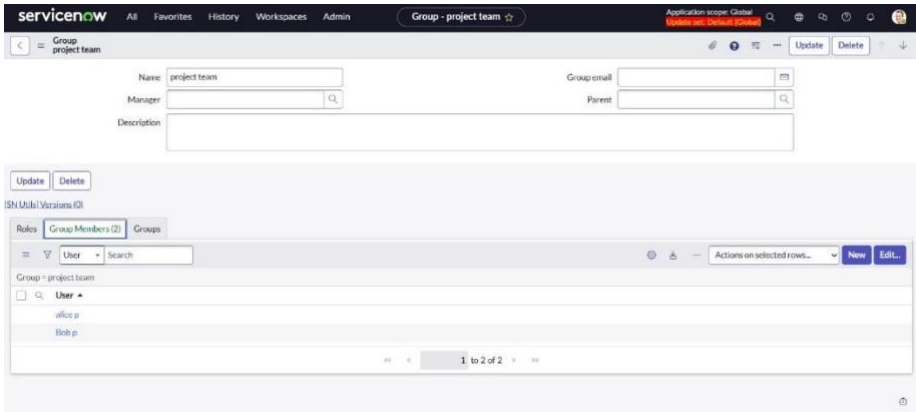 servicenow All Favorites History Workspaces Admin Group - project team Application scope: Global
Update set: Default [Global]
Group
project team
Update Delete
Name project team Group email
Manager Parent
Description
Update Delete
[SN Utils] Versions (0)
Roles Group Members (2) Groups
User Search Actions on selected rows... New Edit...
Group = project team
User
alice p
Bob p
1 to 2 of 2